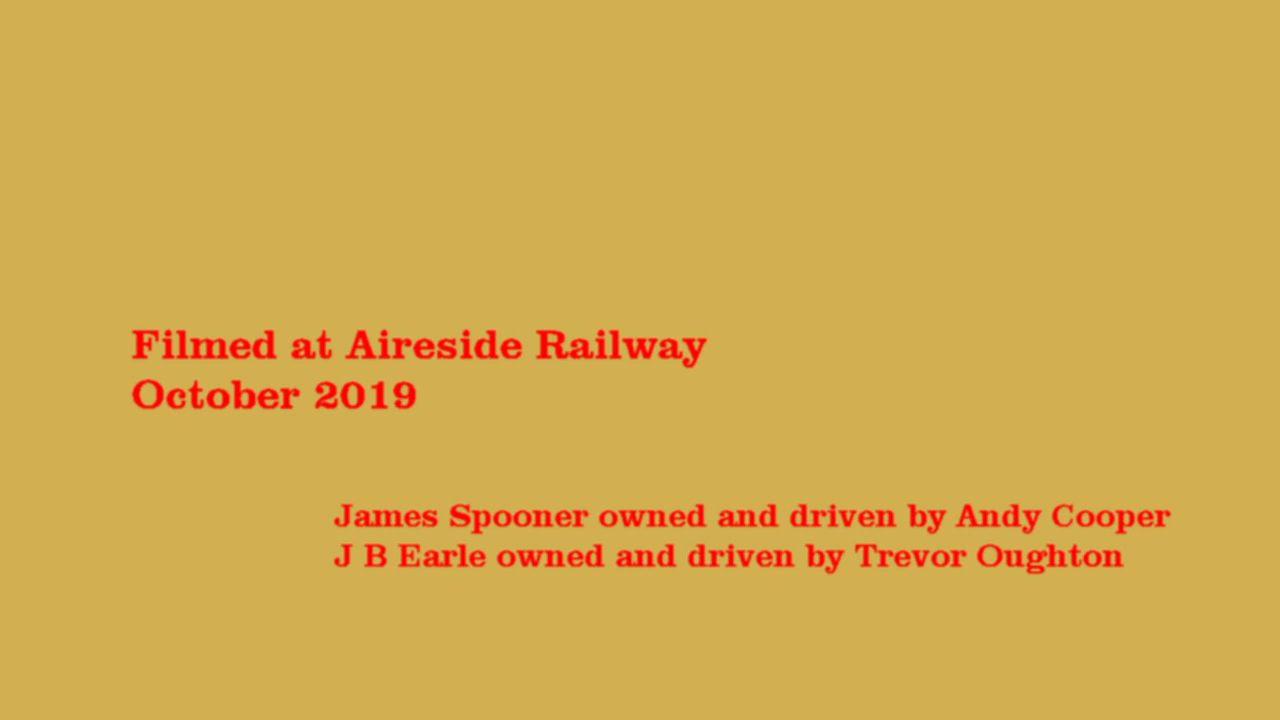 Filmed at Aireside Railway
October 2019
James Spooner owned and driven by Andy Cooper
J B Earle owned and driven by Trevor Oughton